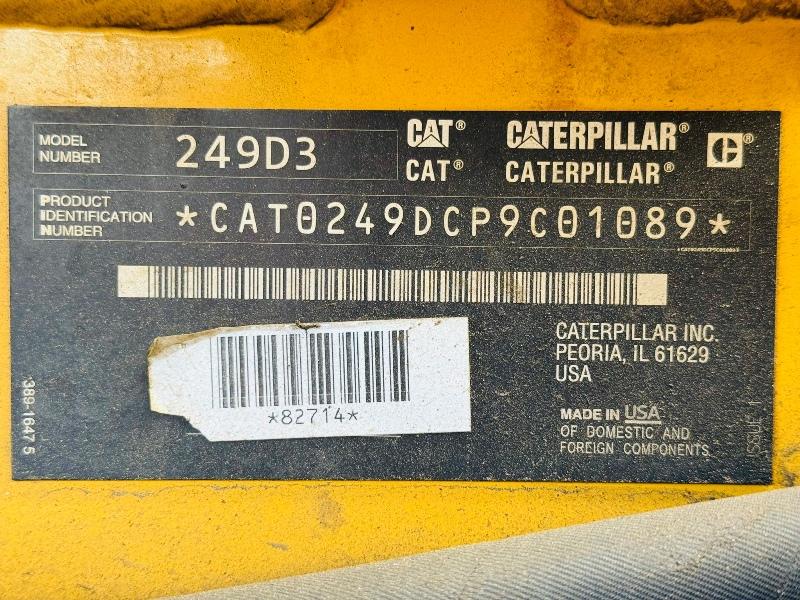 MODEL NUMBER 249D3
CAT® CATERPILLAR®
CAT® CATERPILLAR®
PRODUCT IDENTIFICATION NUMBER *CAT0249DCP9C01089*
CATERPILLAR INC.
PEORIA, IL 61629
USA
*82714*
MADE IN USA
OF DOMESTIC AND
FOREIGN COMPONENTS
389-1647 5